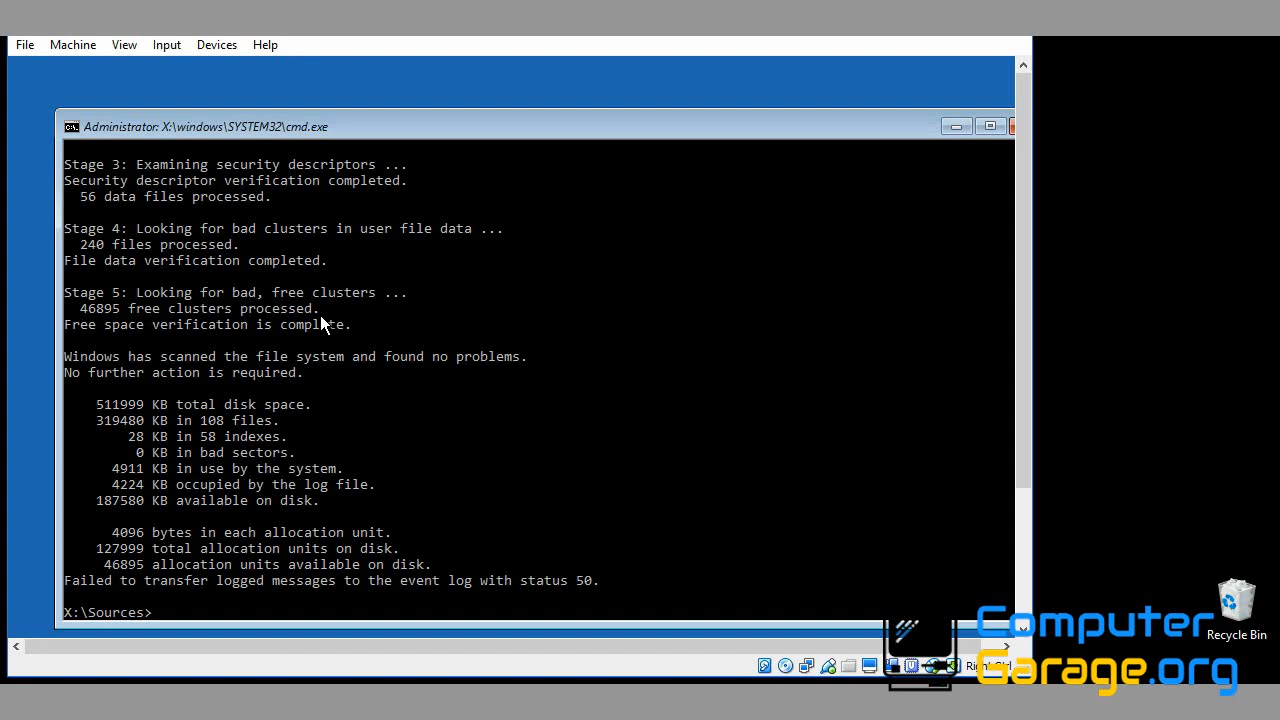 File Machine View Input Devices Help
Administrator: X:\windows\SYSTEM32\cmd.exe
Stage 3: Examining security descriptors ...
Security descriptor verification completed.
56 data files processed.
Stage 4: Looking for bad clusters in user file data ...
240 files processed.
File data verification completed.
Stage 5: Looking for bad, free clusters ...
46895 free clusters processed.
Free space verification is complete.
Windows has scanned the file system and found no problems.
No further action is required.
511999 KB total disk space.
319480 KB in 108 files.
28 KB in 58 indexes.
0 KB in bad sectors.
4911 KB in use by the system.
4224 KB occupied by the log file.
187580 KB available on disk.
4096 bytes in each allocation unit.
127999 total allocation units on disk.
46895 allocation units available on disk.
Failed to transfer logged messages to the event log with status 50.
X:\Sources>
Recycle Bin
Right Ctrl
Computer
Garage.org